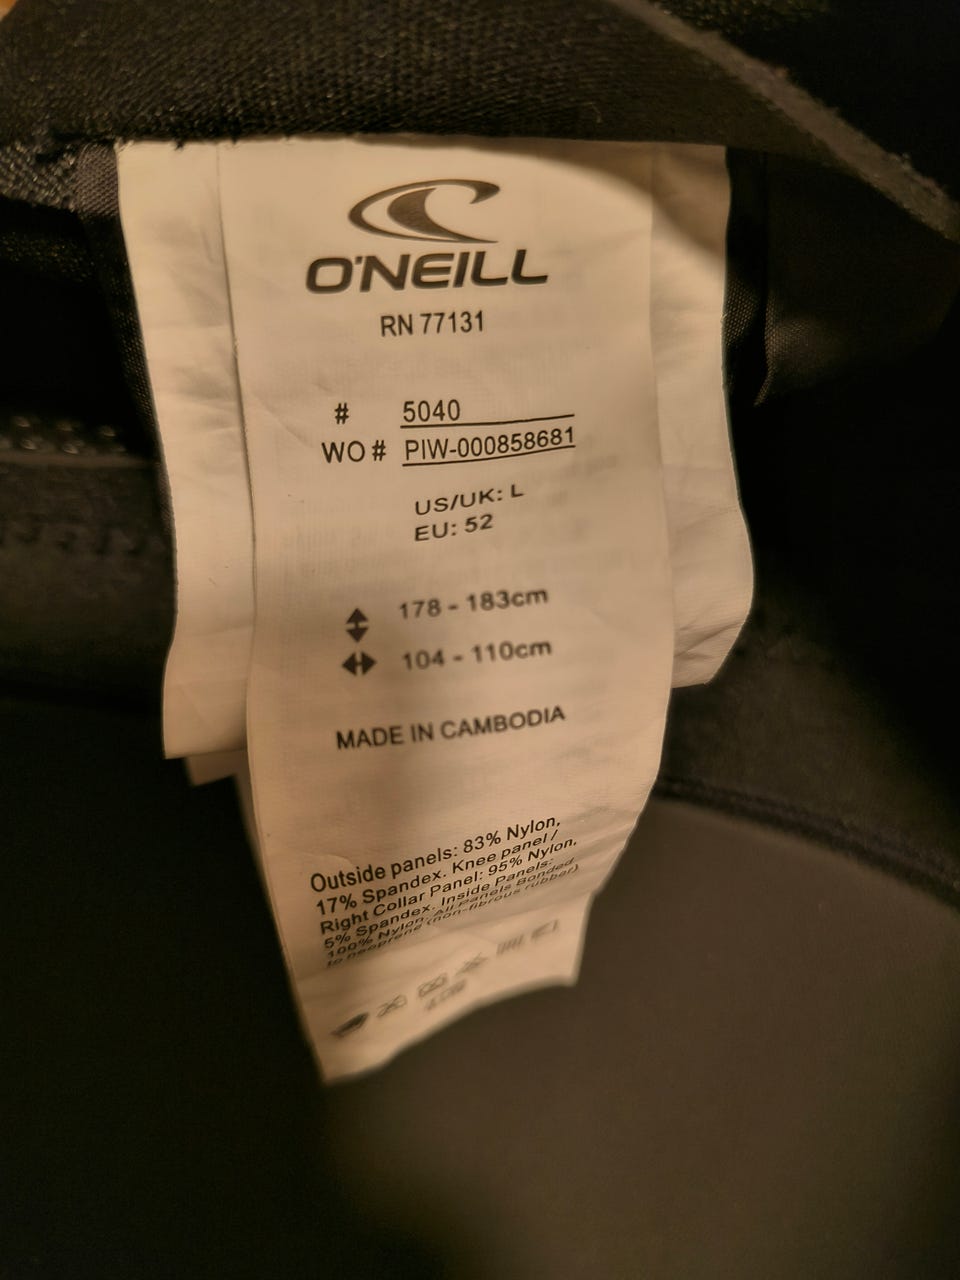 O'NEILL
RN 77131
# 5040
WO# PIW-000858681
US/UK: L
EU: 52
178 - 183cm
104 - 110cm
MADE IN CAMBODIA
Outside panels: 83% Nylon,
17% Spandex. Knee panel /
Right Collar Panel: 95% Nylon,
5% Spandex. Inside Panels:
100% Nylon. All Panels Bonded
to neoprene (non-fibrous rubber)